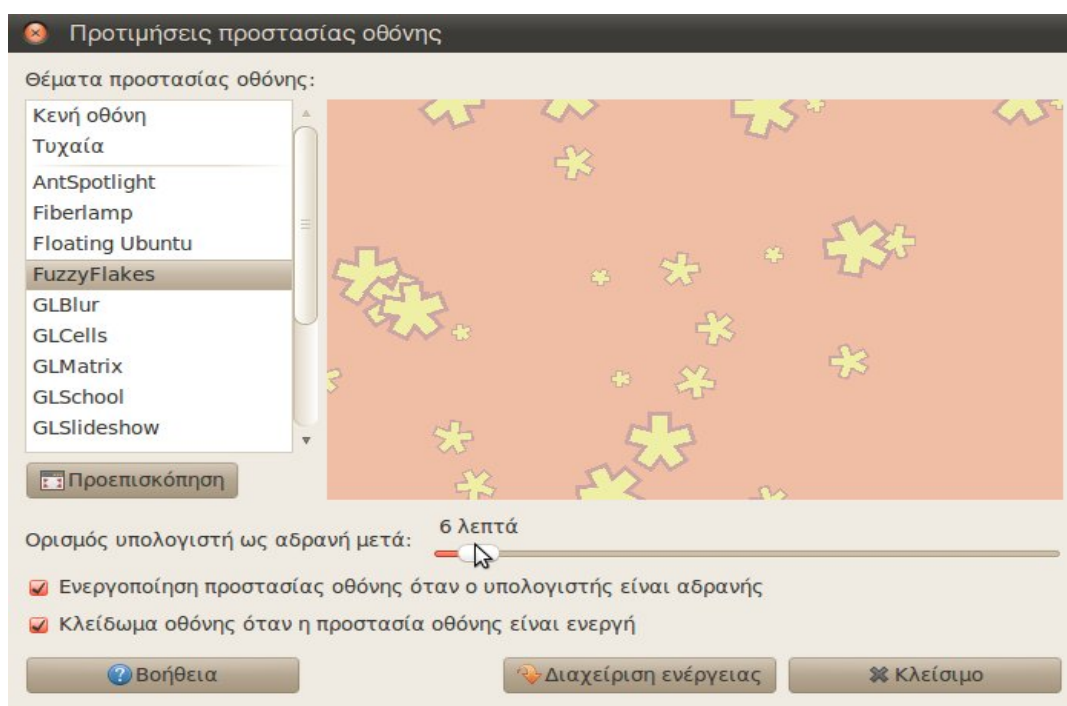 Προτιμήσεις προστασίας οθόνης
Θέματα προστασίας οθόνης:
Κενή οθόνη
Τυχαία
AntSpotlight
Fiberlamp
Floating Ubuntu
FuzzyFlakes
GLBlur
GLCells
GLMatrix
GLSchool
GLSlideshow
Προεπισκόπηση
6 λεπτά
Ορισμός υπολογιστή ως αδρανή μετά:
Ενεργοποίηση προστασίας οθόνης όταν ο υπολογιστής είναι αδρανής
Κλείδωμα οθόνης όταν η προστασία οθόνης είναι ενεργή
Βοήθεια Διαχείριση ενέργειας Κλείσιμο